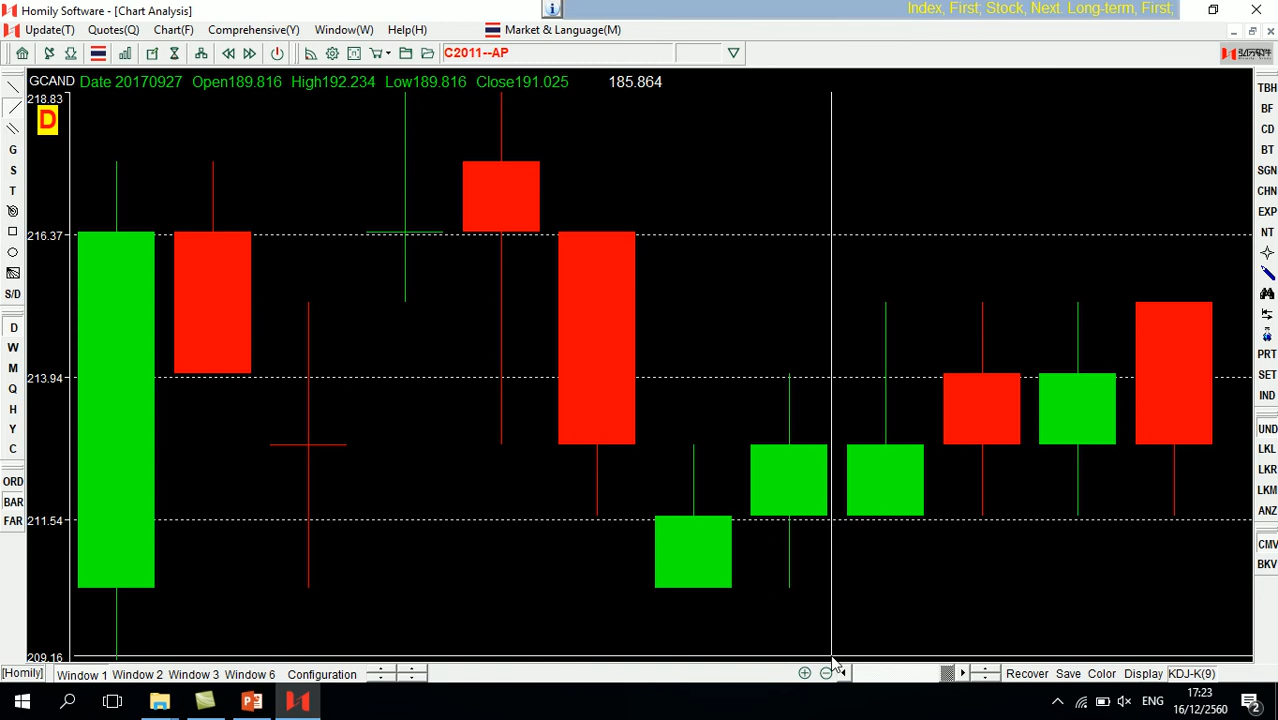 Homily Software - [Chart Analysis]
Index, First; Stock, Next. Long-term, First;
Update(T) Quotes(Q) Chart(F) Comprehensive(Y) Window(W) Help(H) Market & Language(M)
C2011--AP
GCAND Date 20170927 Open189.816 High192.234 Low189.816 Close191.025 185.864
218.83
D
216.37
213.94
211.54
209.16
G
S
T
S/D
D
W
M
Q
H
Y
C
ORD
BAR
FAR
TBH
BF
CD
BT
SGN
CHN
EXP
NT
PRT
SET
IND
UND
LKL
LKR
LKM
ANZ
CMV
BKV
[Homily] Window 1 Window 2 Window 3 Window 6 Configuration Recover Save Color Display KDJ-K(9)
ENG
17:23
16/12/2560
2